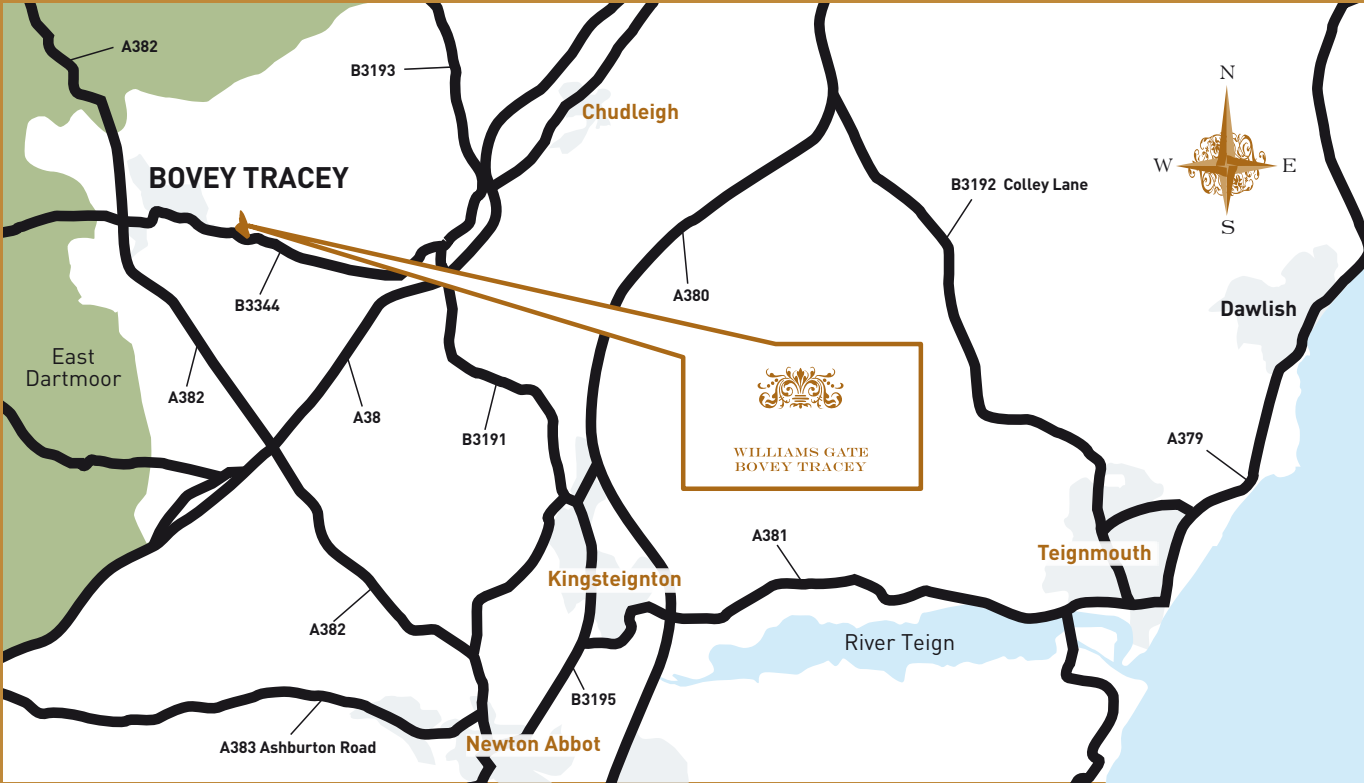 A382
B3193
Chudleigh
N
W
E
S
BOVEY TRACEY
B3192 Colley Lane
B3344
A380
Dawlish
East
Dartmoor
A382
A38
B3191
WILLIAMS GATE
BOVEY TRACEY
A379
A381
Teignmouth
Kingsteignton
A382
River Teign
B3195
A383 Ashburton Road
Newton Abbot